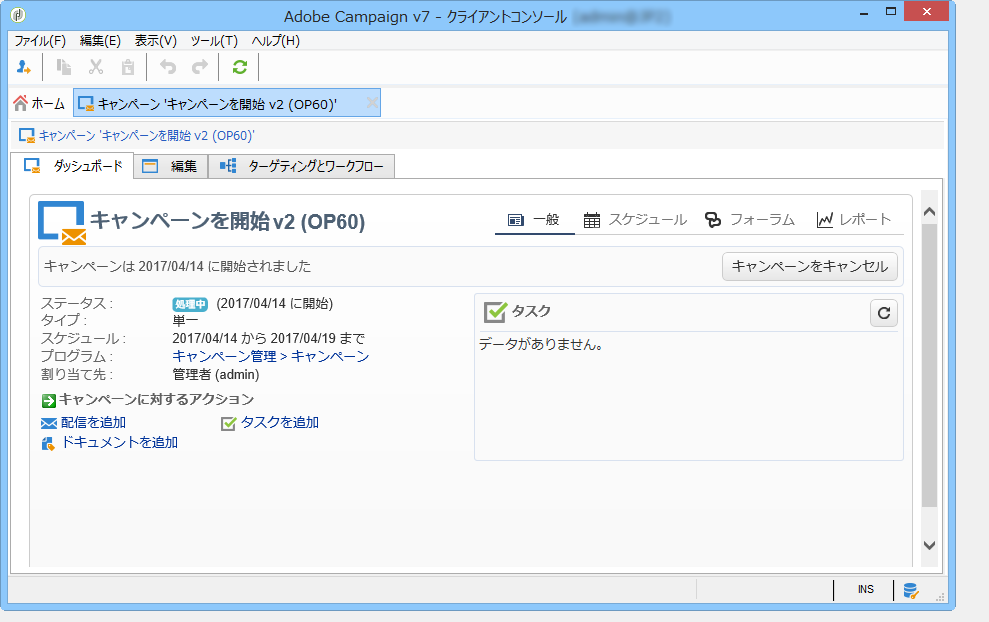 Adobe Campaign v7 - クライアントコンソール
ファイル(F) 編集(E) 表示(V) ツール(T) ヘルプ(H)
ホーム キャンペーン 'キャンペーンを開始 v2 (OP60)'
キャンペーン 'キャンペーンを開始 v2 (OP60)'
ダッシュボード 編集 ターゲティングとワークフロー
キャンペーンを開始 v2 (OP60) 一般 スケジュール フォーラム レポート
キャンペーンは 2017/04/14 に開始されました キャンペーンをキャンセル
ステータス : 処理中 (2017/04/14 に開始)
タイプ : 単一
スケジュール : 2017/04/14 から 2017/04/19 まで
プログラム : キャンペーン管理 > キャンペーン
割り当て先 : 管理者 (admin)
キャンペーンに対するアクション
配信を追加 タスクを追加
ドキュメントを追加
タスク
データがありません。
INS